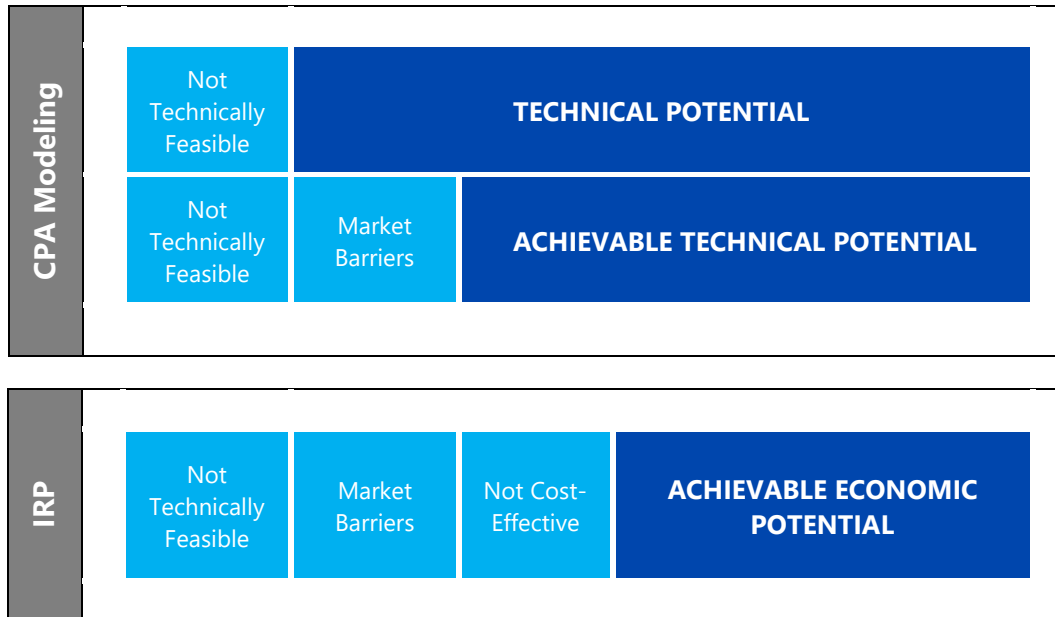 CPA Modeling
Not
Technically
Feasible
TECHNICAL POTENTIAL
Not
Technically
Feasible
Market
Barriers
ACHIEVABLE TECHNICAL POTENTIAL
IRP
Not
Technically
Feasible
Market
Barriers
Not Cost-
Effective
ACHIEVABLE ECONOMIC
POTENTIAL